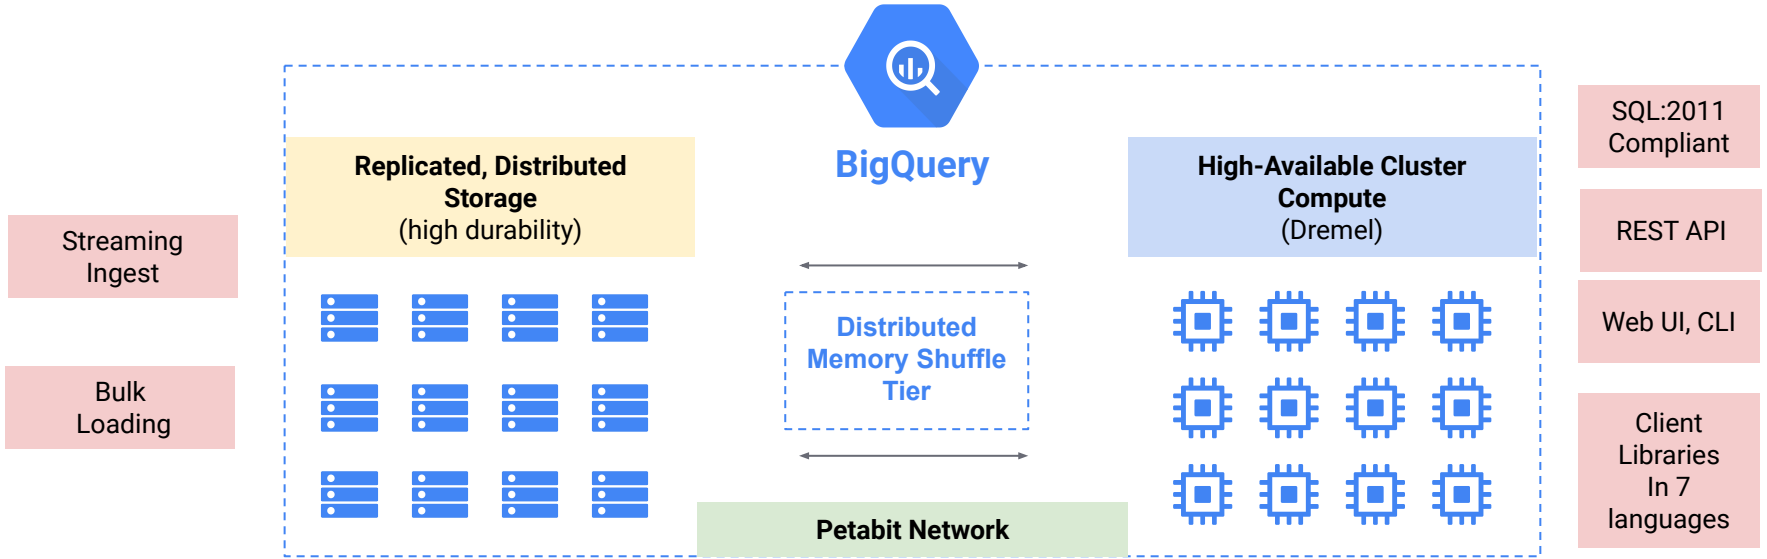 BigQuery
Streaming
Ingest
Bulk
Loading
Replicated, Distributed
Storage
(high durability)
Distributed
Memory Shuffle
Tier
Petabit Network
High-Available Cluster
Compute
(Dremel)
SQL:2011
Compliant
REST API
Web UI, CLI
Client
Libraries
In 7
languages